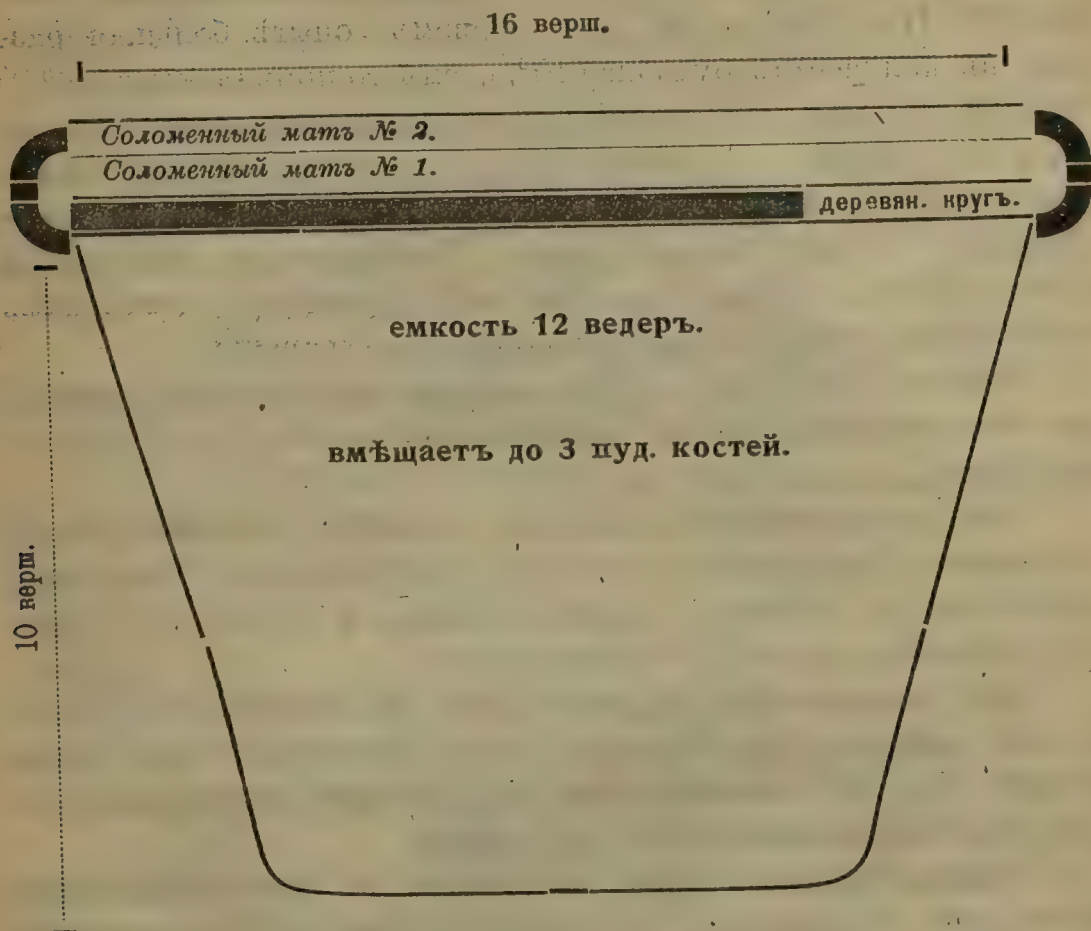 16 верш.
Соломенный матъ № 2.
Соломенный матъ № 1.
деревян. кругъ.
емкость 12 ведеръ.
вмѣщаетъ до 3 пуд. костей.
10 верш.